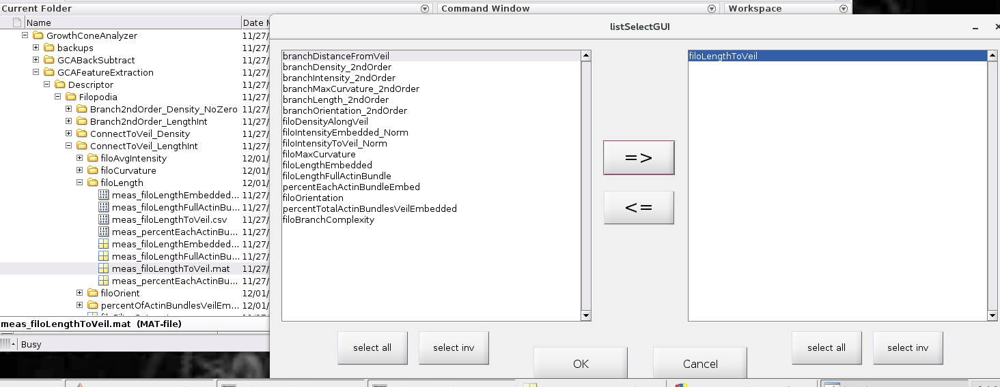 Current Folder
Command Window
Workspace
Name
Date M
GrowthConeAnalyzer 11/27/
backups 11/27/
GCABackSubtract 11/27/
GCAFeatureExtraction 11/27/
Descriptor 11/27/
Filopodia 11/27/
Branch2ndOrder_Density_NoZero 11/27/
Branch2ndOrder_LengthInt 11/27/
ConnectToVeil_Density 11/27/
ConnectToVeil_LengthInt 11/27/
filoAvgIntensity 12/01/
filoCurvature 12/01/
filoLength 12/01/
meas_filoLengthEmbedded... 11/27/
meas_filoLengthFullActinBu... 11/27/
meas_filoLengthToVeil.csv 11/27/
meas_percentEachActinBu... 11/27/
meas_filoLengthEmbedded... 11/27/
meas_filoLengthFullActinBu... 11/27/
meas_filoLengthToVeil.mat 11/27/
meas_percentEachActinBu... 11/27/
filoOrient 12/01/
percentOfActinBundlesVeilEm... 12/01/
meas_filoLengthToVeil.mat (MAT-file)
Busy
listSelectGUI
branchDistanceFromVeil
branchDensity_2ndOrder
branchIntensity_2ndOrder
branchMaxCurvature_2ndOrder
branchLength_2ndOrder
branchOrientation_2ndOrder
filoDensityAlongVeil
filoIntensityEmbedded_Norm
filoIntensityToVeil_Norm
filoMaxCurvature
filoLengthEmbedded
filoLengthFullActinBundle
percentEachActinBundleEmbed
filoOrientation
percentTotalActinBundlesVeilEmbedded
filoBranchComplexity
=>
<=
filoLengthToVeil
select all
select inv
OK
Cancel
select all
select inv